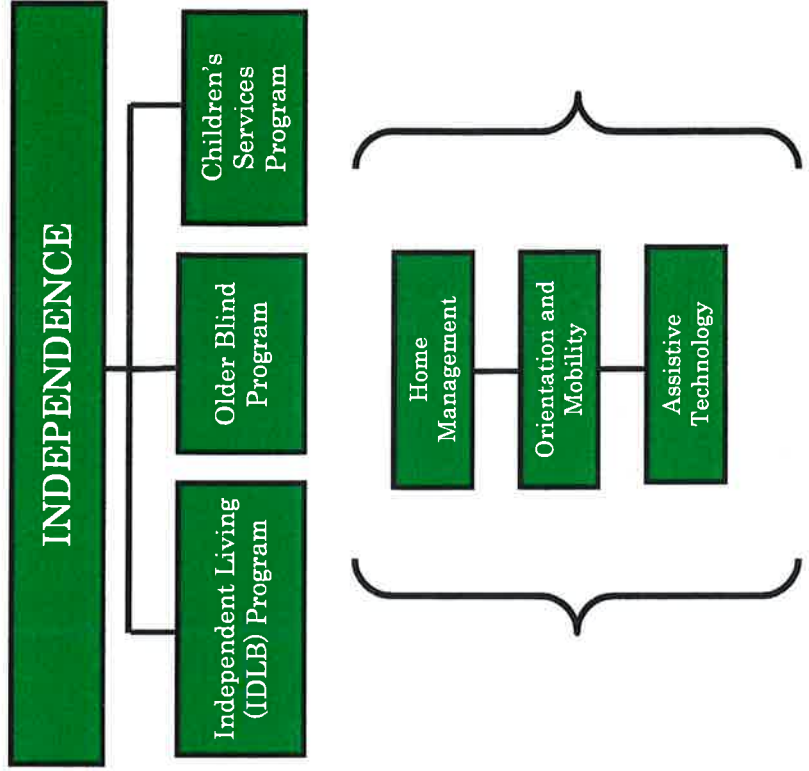 INDEPENDENCE
Independent Living
(IDLB) Program
Older Blind
Program
Children's
Services
Program
Home
Management
Orientation and
Mobility
Assistive
Technology